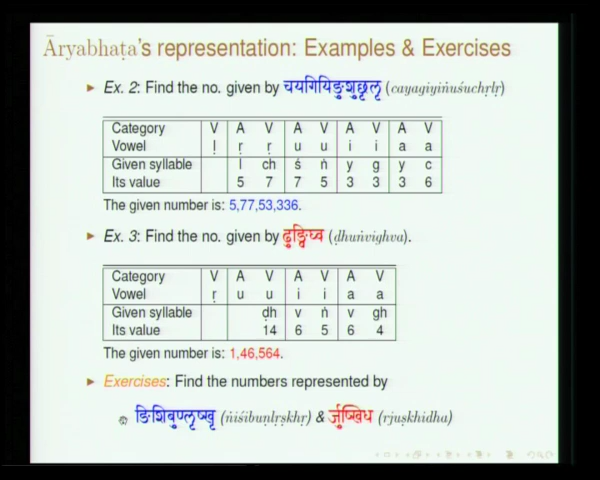 Āryabhaṭa's representation: Examples & Exercises
Ex. 2: Find the no. given by चयगियिङुशुछृलृ (cayagiyiṅuśuchṛlṛ)
Category V A V A V A V A V
Vowel ḷ ṛ ṛ u u i i a a
Given syllable l ch ś ṅ y g y c
Its value 5 7 7 5 3 3 3 6
The given number is: 5,77,53,336.
Ex. 3: Find the no. given by ढुङ्विघ्व (ḍhuṅvighva).
Category V A V A V A V
Vowel ṛ u u i i a a
Given syllable ḍh v ṅ v gh
Its value 14 6 5 6 4
The given number is: 1,46,564.
Exercises: Find the numbers represented by
ङिशिबुण्लृष्खृ (ṅiśibuṇlṛṣkhṛ) & र्जुष्खिध (rjuṣkhidha)